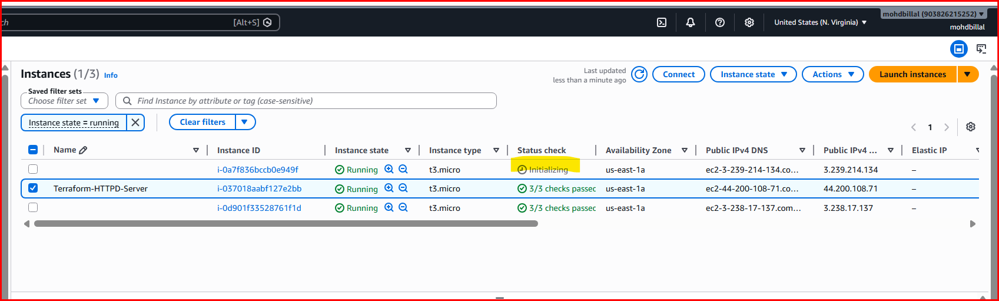 ch
[Alt+S]
United States (N. Virginia)
mohdbillal (903826215252)
mohdbillal
Instances (1/3) Info
Last updated
less than a minute ago
Connect
Instance state
Actions
Launch instances
Saved filter sets
Choose filter set
Find Instance by attribute or tag (case-sensitive)
Instance state = running
Clear filters
1
Name Instance ID Instance state Instance type Status check Availability Zone Public IPv4 DNS Public IPv4 ... Elastic IP
i-0a7f836bccb0e949f Running t3.micro Initializing us-east-1a ec2-3-239-214-134.co... 3.239.214.134 –
Terraform-HTTPD-Server i-037018aabf127e2bb Running t3.micro 3/3 checks passed us-east-1a ec2-44-200-108-71.co... 44.200.108.71 –
i-0d901f33528761f1d Running t3.micro 3/3 checks passed us-east-1a ec2-3-238-17-137.com... 3.238.17.137 –